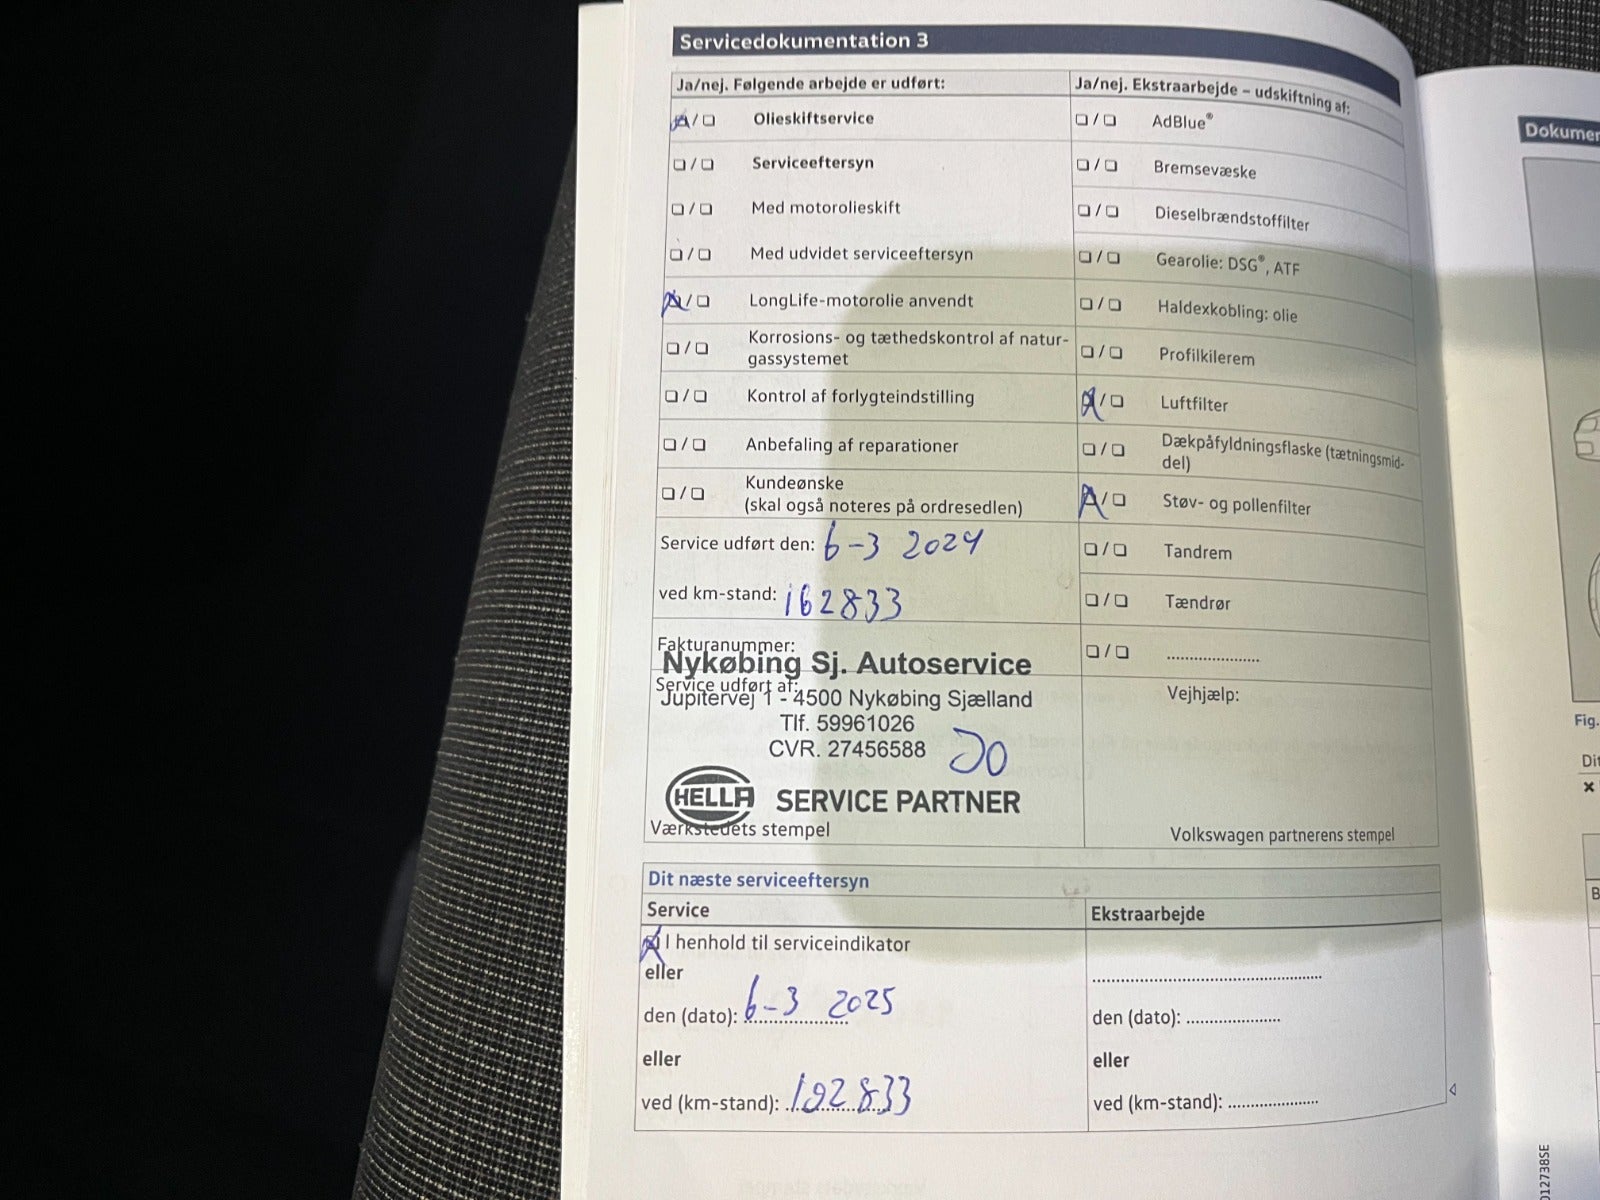 Servicedokumentation 3
Ja/nej. Følgende arbejde er udført:
☒/❏ Olieskiftservice
❏/❏ Serviceeftersyn
❏/❏ Med motorolieskift
❏/❏ Med udvidet serviceeftersyn
☒/❏ LongLife-motorolie anvendt
❏/❏ Korrosions- og tæthedskontrol af natur-
gassystemet
❏/❏ Kontrol af forlygteindstilling
❏/❏ Anbefaling af reparationer
❏/❏ Kundeønske
(skal også noteres på ordresedlen)
Service udført den: 6-3 2024
ved km-stand: 162833
Fakturanummer:
Nykøbing Sj. Autoservice
Service udført af:
Jupitervej 1 - 4500 Nykøbing Sjælland
Tlf. 59961026
CVR. 27456588
HELLA SERVICE PARTNER
Værkstedets stempel
Ja/nej. Ekstraarbejde – udskiftning af:
❏/❏ AdBlue®
❏/❏ Bremsevæske
❏/❏ Dieselbrændstoffilter
❏/❏ Gearolie: DSG®, ATF
❏/❏ Haldexkobling: olie
❏/❏ Profilkilerem
☒/❏ Luftfilter
❏/❏ Dækpåfyldningsflaske (tætningsmid-
del)
☒/❏ Støv- og pollenfilter
❏/❏ Tandrem
❏/❏ Tændrør
❏/❏ .....................
Vejhjælp:
Volkswagen partnerens stempel
Dit næste serviceeftersyn
Service
☒ I henhold til serviceindikator
eller
den (dato): 6-3 2025
eller
ved (km-stand): 192833
Ekstraarbejde
..................................................
den (dato): ....................
eller
ved (km-stand): ...................
Dokumen
Fig.
Dit
×
B
012738SE